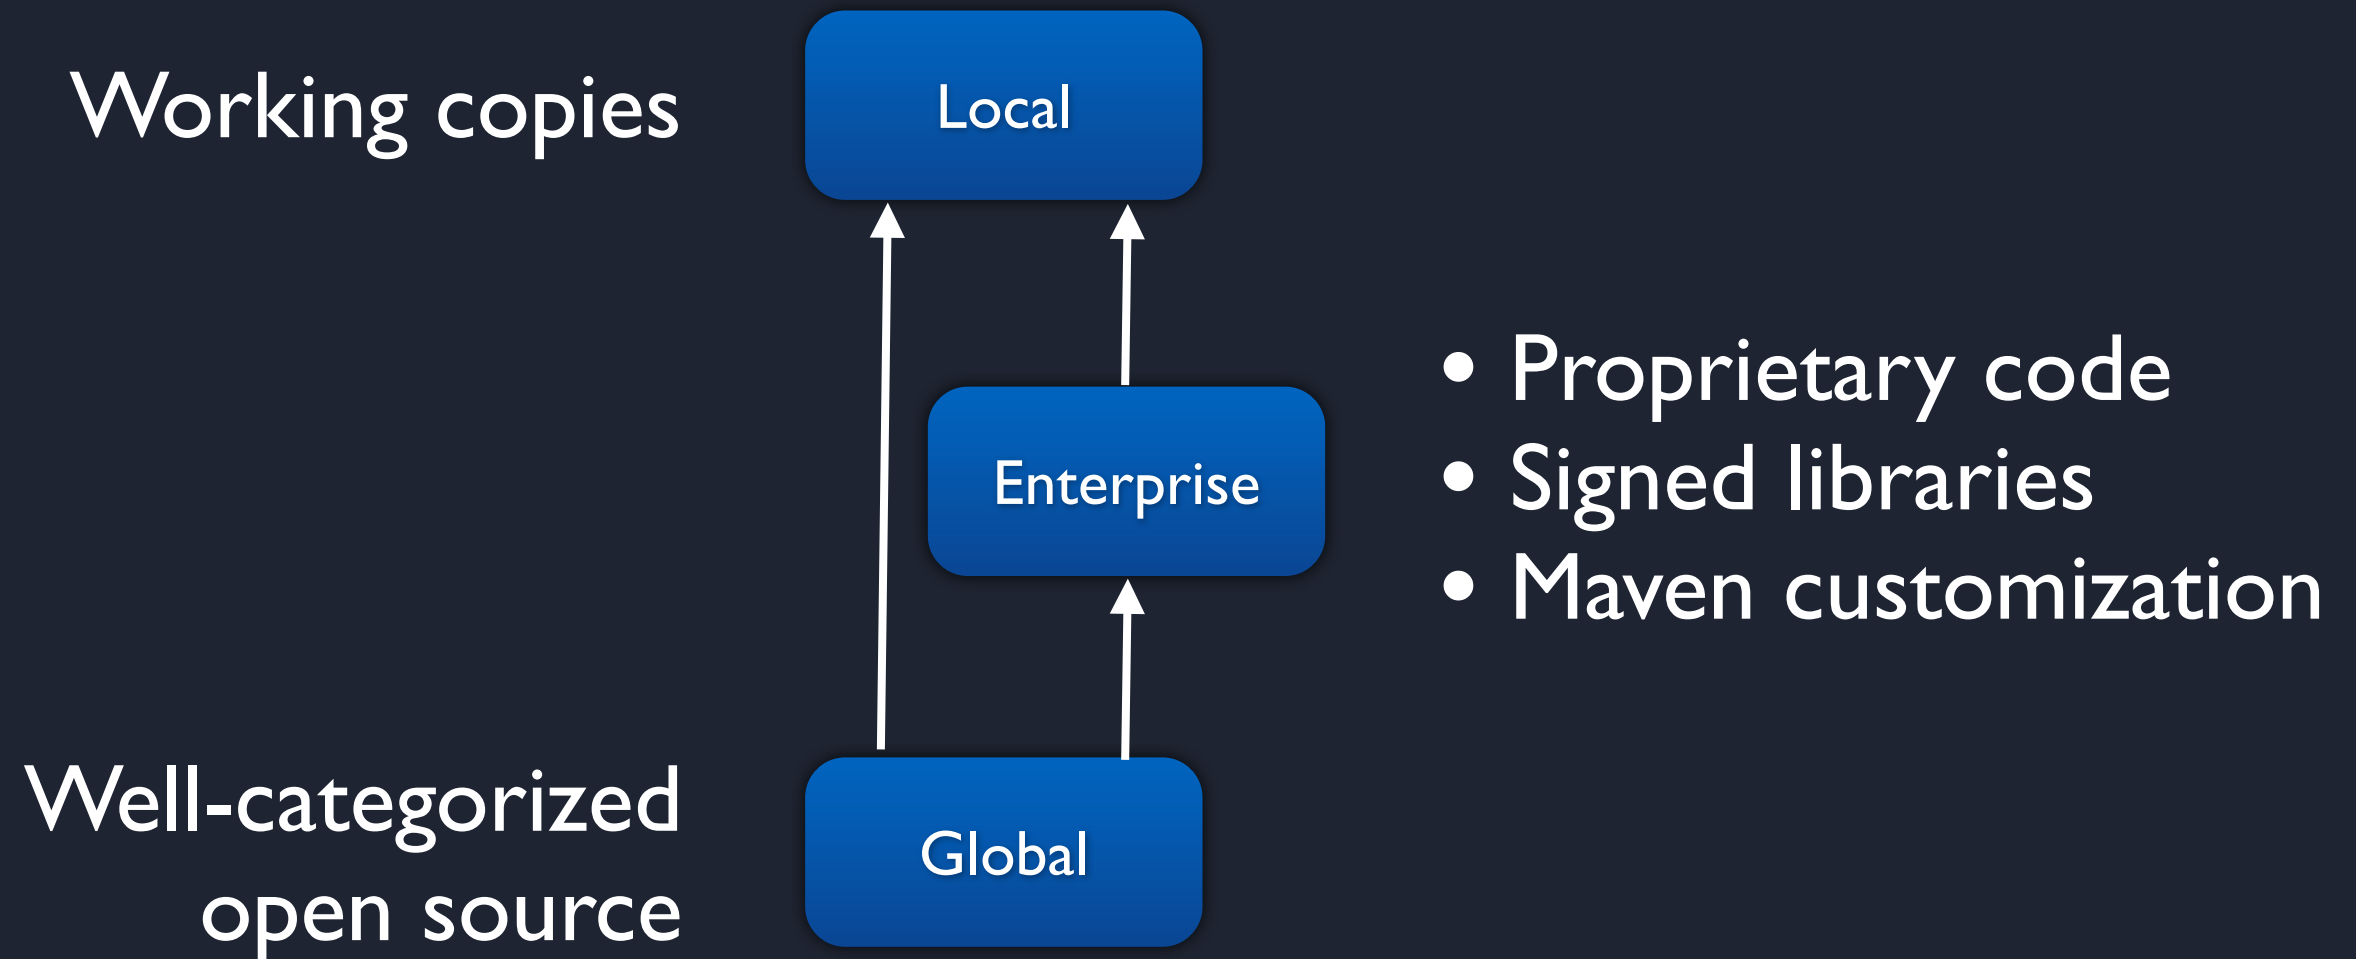 Working copies
Local
Enterprise
• Proprietary code
• Signed libraries
• Maven customization
Well-categorized
open source
Global